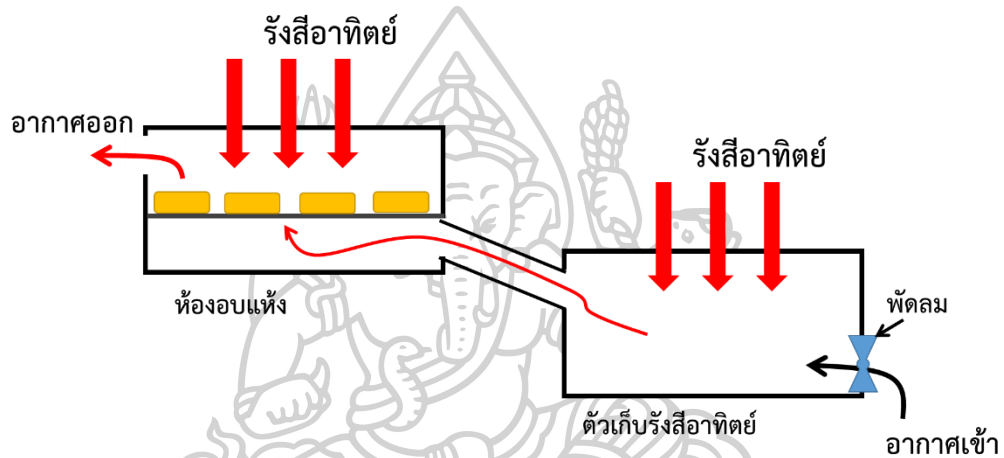 รังสีอาทิตย์
อากาศออก
รังสีอาทิตย์
ห้องอบแห้ง
พัดลม
ตัวเก็บรังสีอาทิตย์
อากาศเข้า